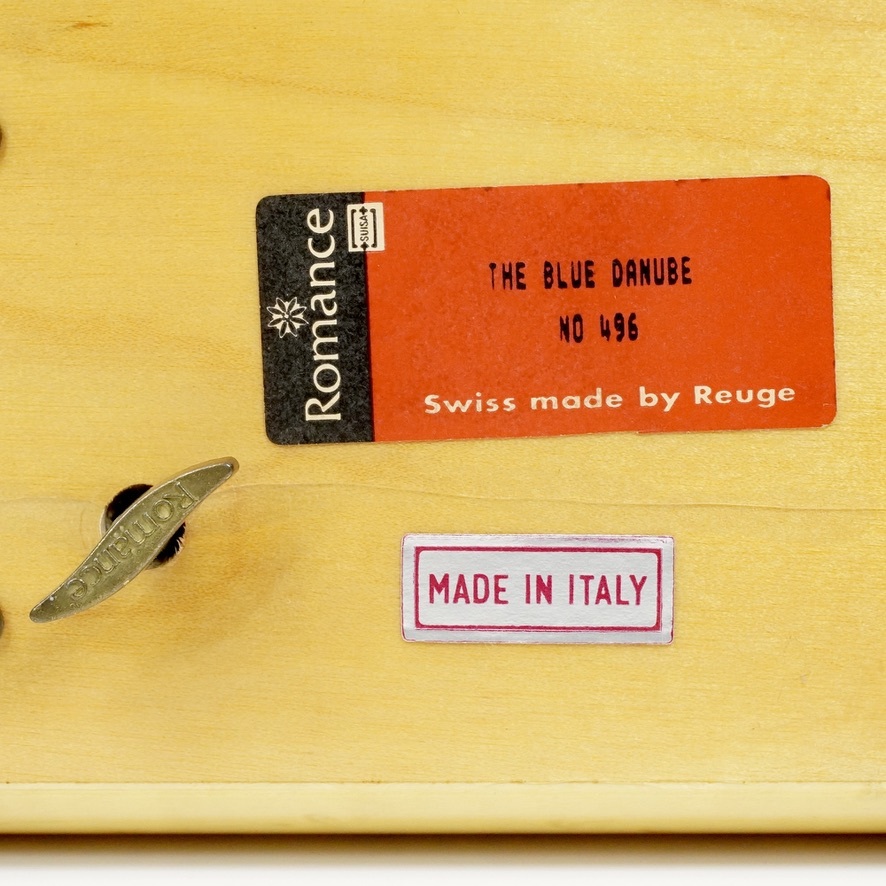 Romance
SUISA
THE BLUE DANUBE
NO 496
Swiss made by Reuge
Romance
MADE IN ITALY